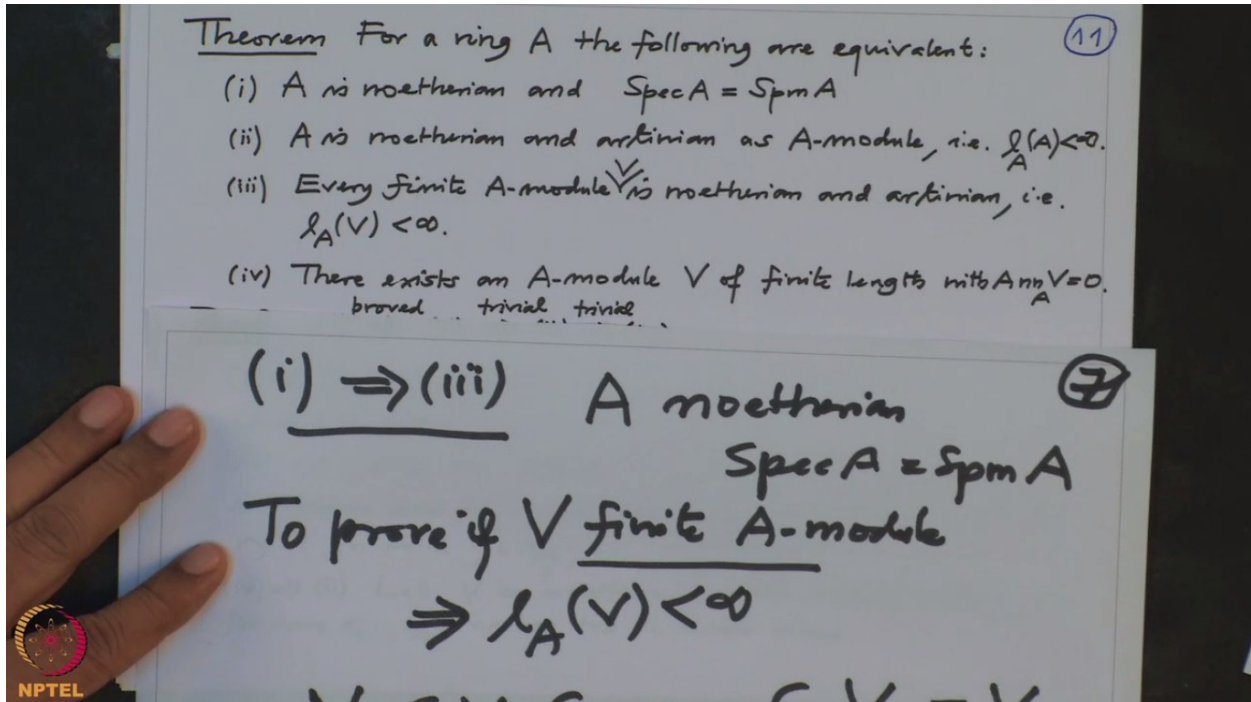 Theorem For a ring A the following are equivalent: 11
(i) A is noetherian and Spec A = Spm A
(ii) A is noetherian and artinian as A-module, i.e. l_A(A)<∞.
(iii) Every finite A-module V is noetherian and artinian, i.e.
l_A(V) <∞.
(iv) There exists an A-module V of finite length with Ann_A V=0.
proved trivial trivial
(i) ⇒ (iii) A noetherian 7
Spec A = Spm A
To prove if V finite A-module
⇒ l_A(V) <∞
NPTEL